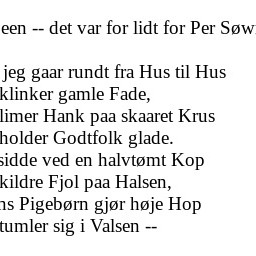 een -- det var for lidt for Per Søw
jeg gaar rundt fra Hus til Hus
klinker gamle Fade,
limer Hank paa skaaret Krus
holder Godtfolk glade.
sidde ved en halvtømt Kop
kildre Fjol paa Halsen,
ns Pigebørn gjør høje Hop
tumler sig i Valsen --